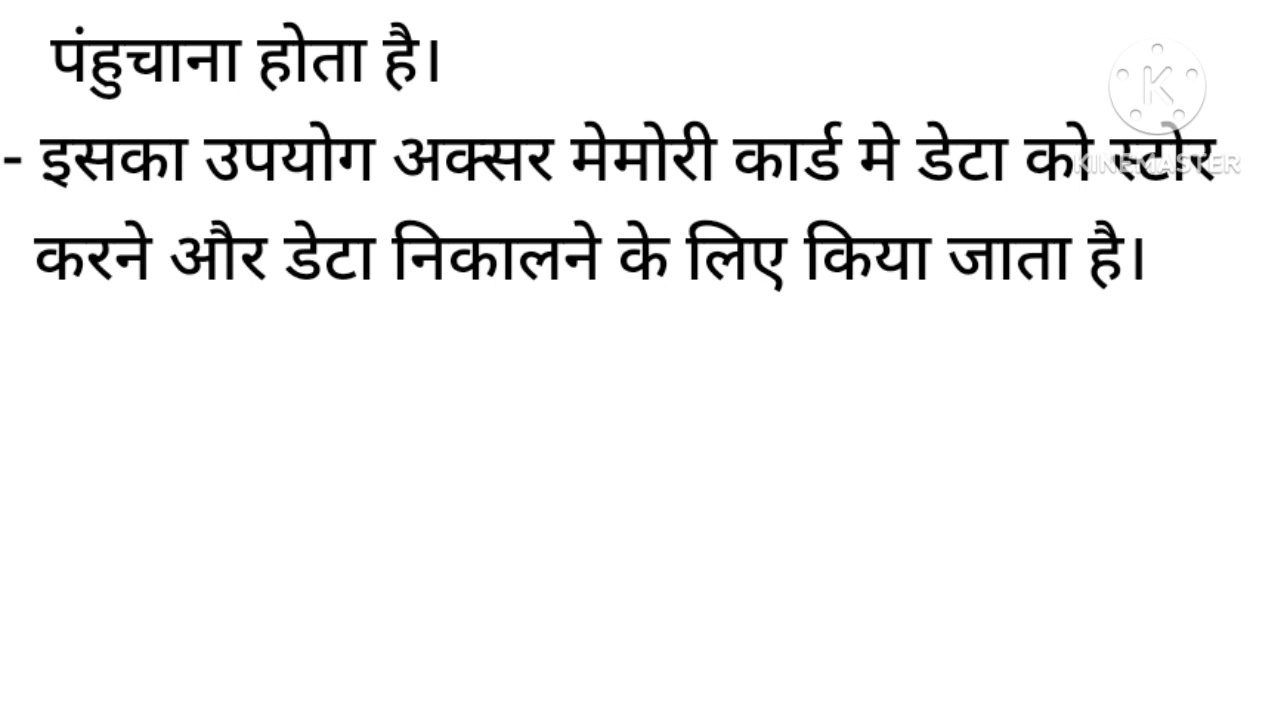 पंहुचाना होता है।
- इसका उपयोग अक्सर मेमोरी कार्ड मे डेटा को स्टोर
करने और डेटा निकालने के लिए किया जाता है।
K
KINEMASTER